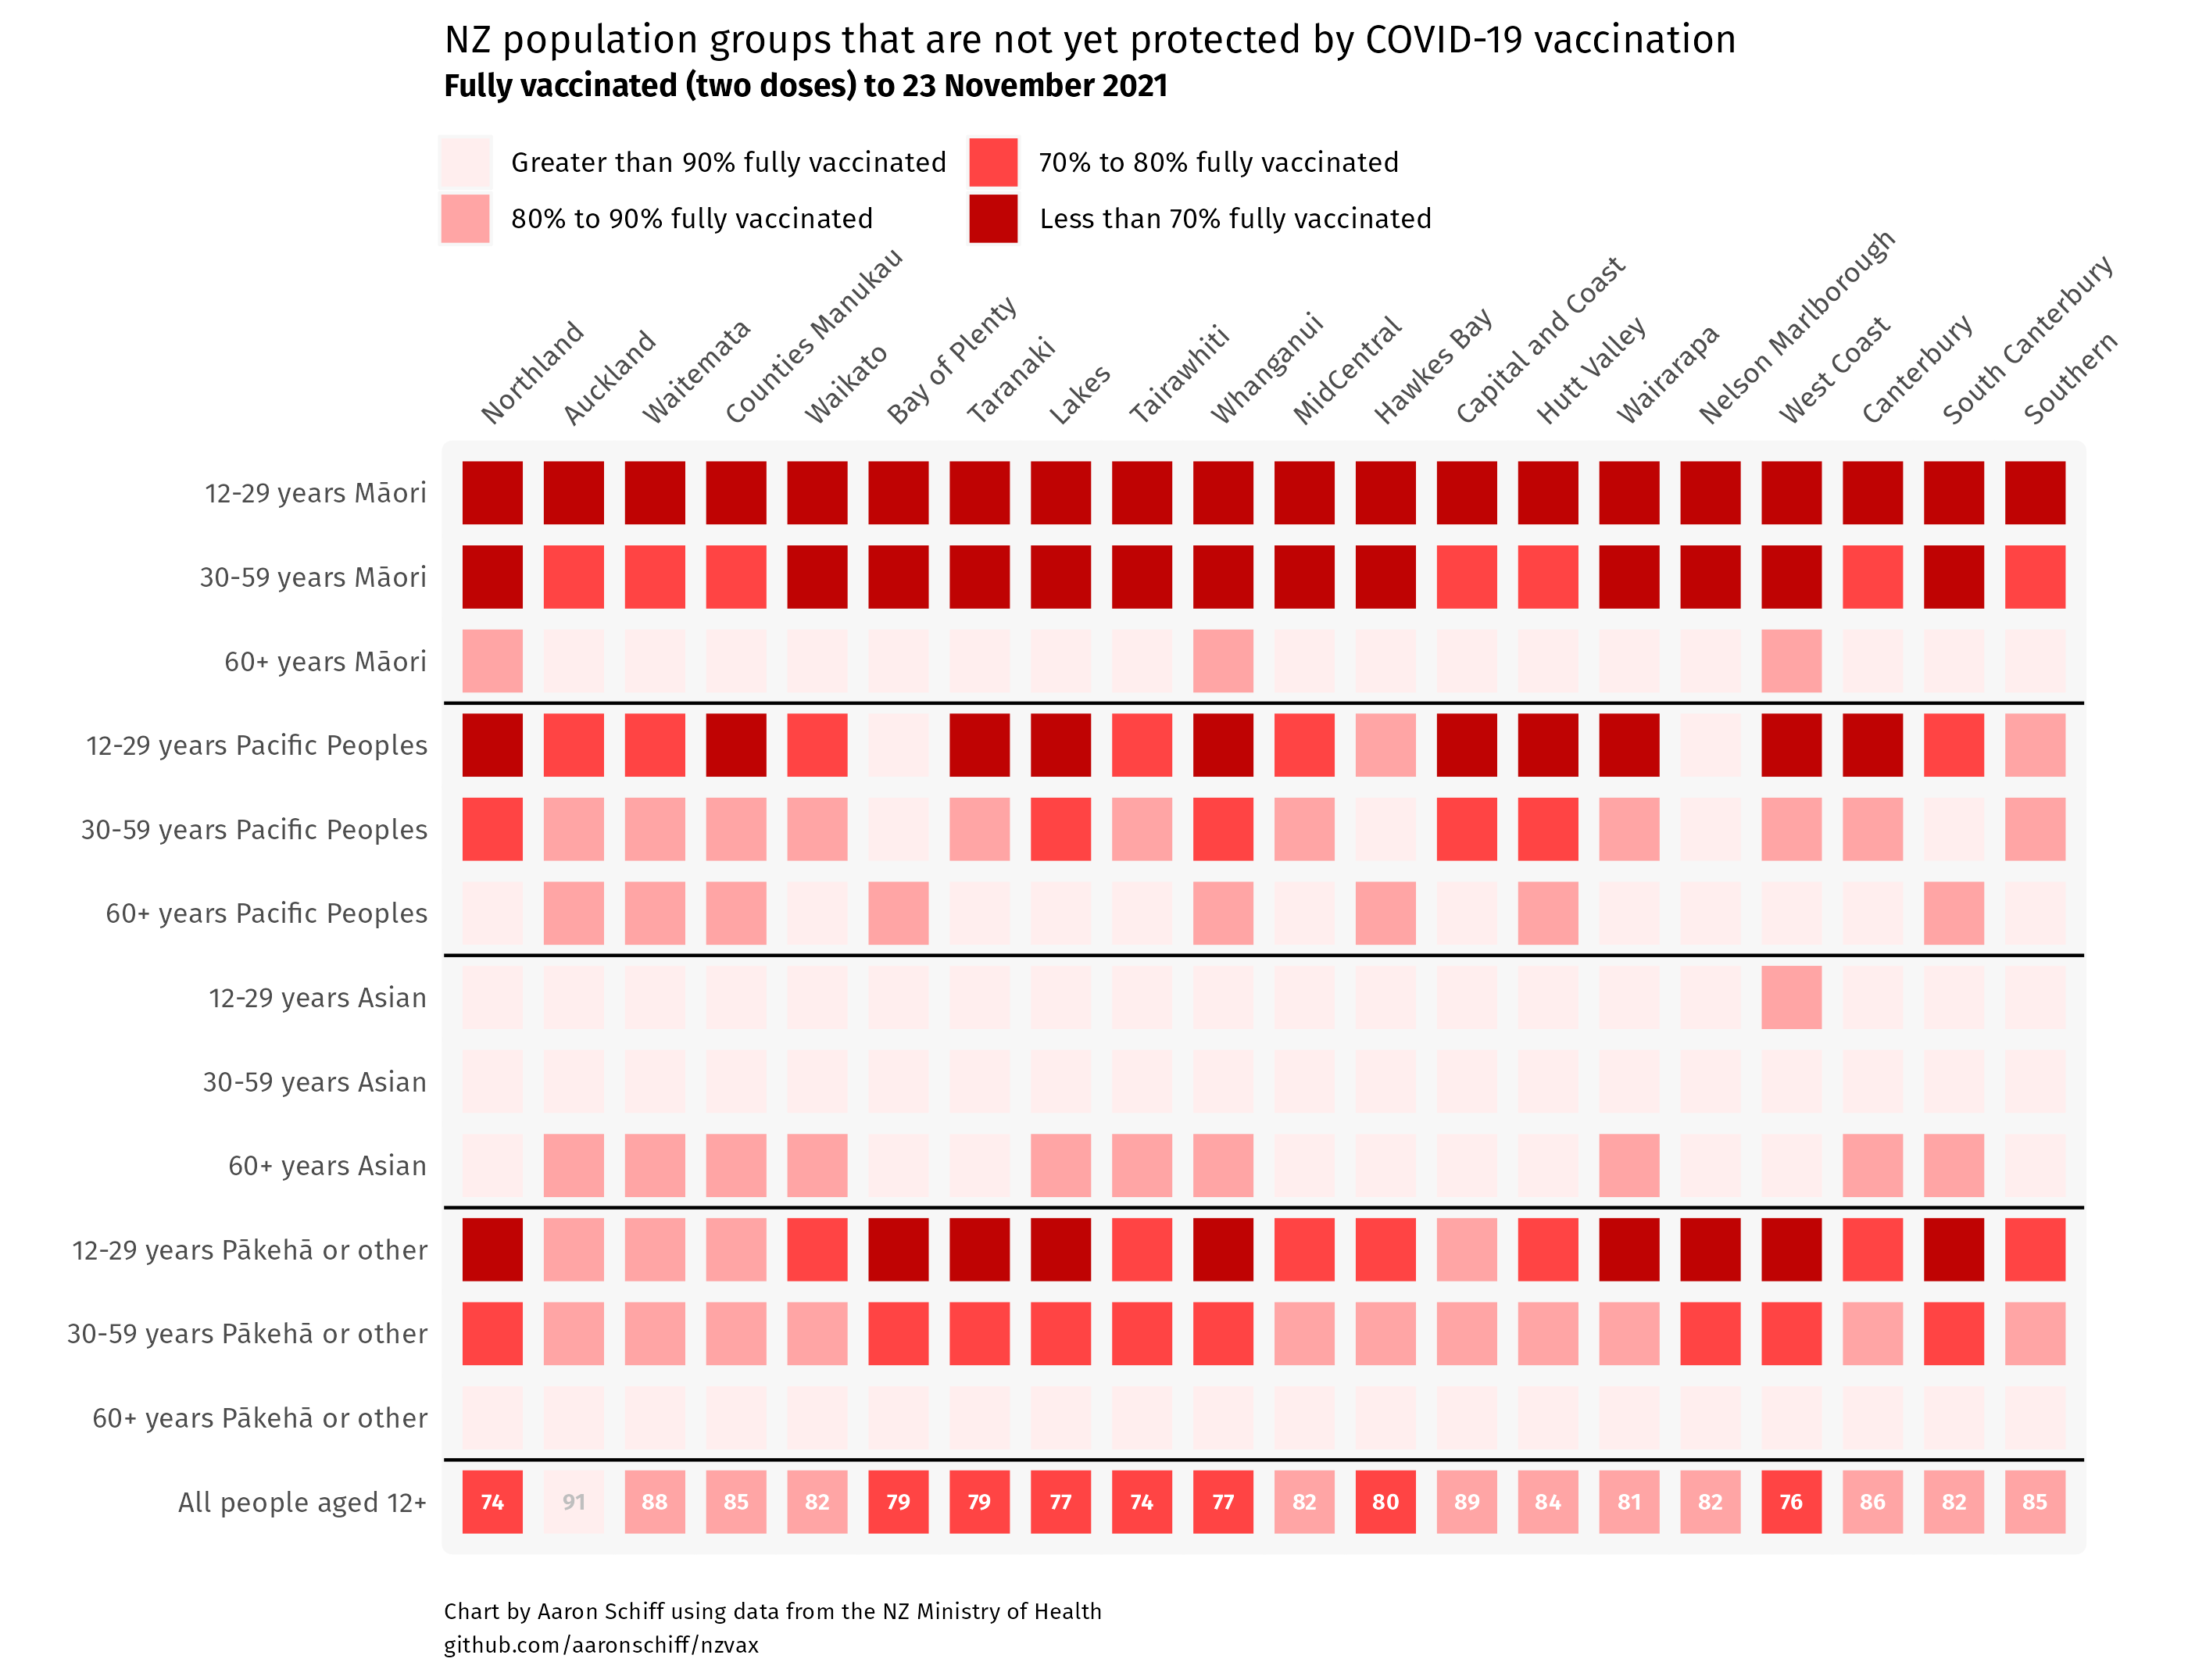 NZ population groups that are not yet protected by COVID-19 vaccination
Fully vaccinated (two doses) to 23 November 2021
Greater than 90% fully vaccinated
70% to 80% fully vaccinated
80% to 90% fully vaccinated
Less than 70% fully vaccinated
Northland
Auckland
Waitemata
Counties Manukau
Waikato
Bay of Plenty
Taranaki
Lakes
Tairawhiti
Whanganui
MidCentral
Hawkes Bay
Capital and Coast
Hutt Valley
Wairarapa
Nelson Marlborough
West Coast
Canterbury
South Canterbury
Southern
12-29 years Māori
30-59 years Māori
60+ years Māori
12-29 years Pacific Peoples
30-59 years Pacific Peoples
60+ years Pacific Peoples
12-29 years Asian
30-59 years Asian
60+ years Asian
12-29 years Pākehā or other
30-59 years Pākehā or other
60+ years Pākehā or other
All people aged 12+ 74 91 88 85 82 79 79 77 74 77 82 80 89 84 81 82 76 86 82 85
Chart by Aaron Schiff using data from the NZ Ministry of Health
github.com/aaronschiff/nzvax